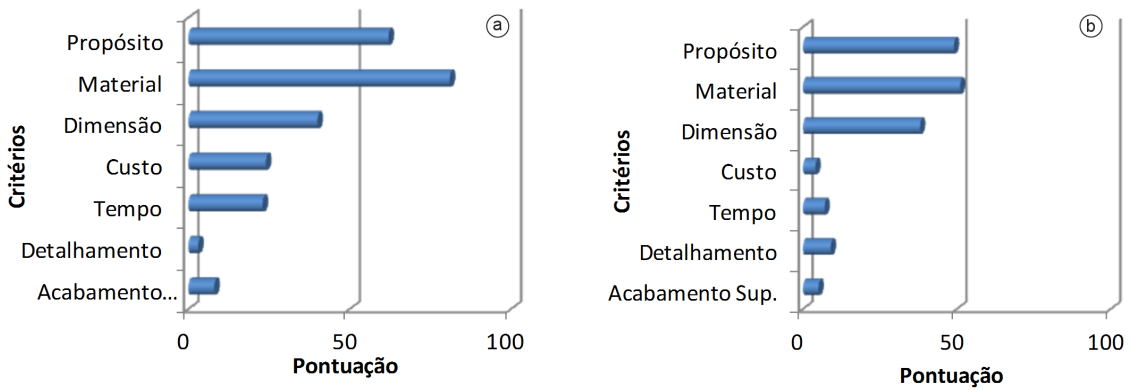 a
Propósito
Material
Dimensão
Custo
Tempo
Detalhamento
Acabamento...
Critérios
0 50 100
Pontuação
b
Propósito
Material
Dimensão
Custo
Tempo
Detalhamento
Acabamento Sup.
Critérios
0 50 100
Pontuação